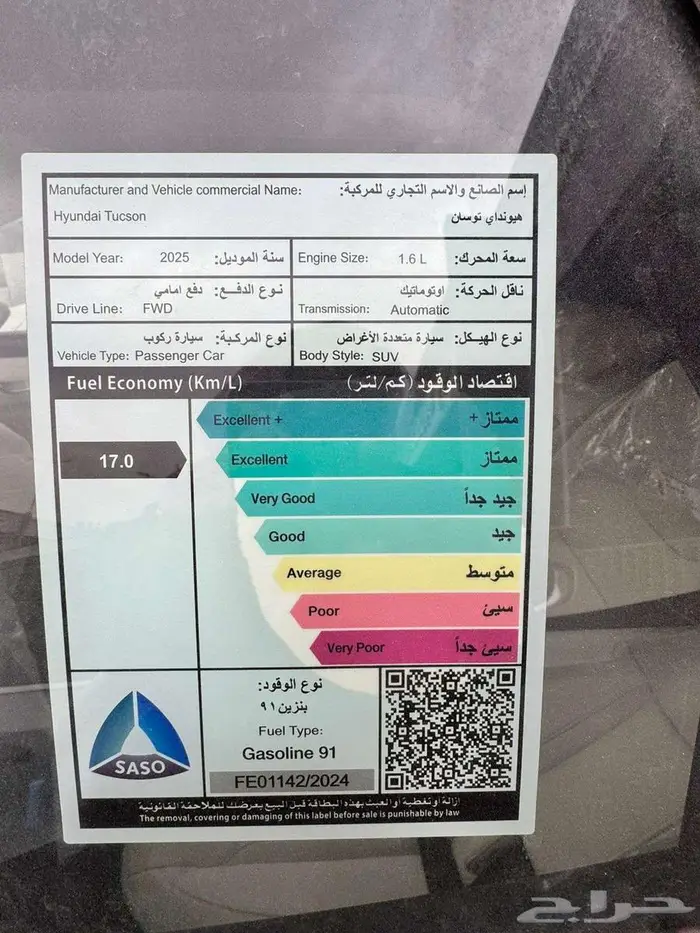 Manufacturer and Vehicle commercial Name: إسم الصانع والاسم التجاري للمركبة:
Hyundai Tucson هيونداي توسان
Model Year: 2025 سنة الموديل: Engine Size: 1.6 L سعة المحرك:
نوع الدفع: دفع امامي ناقل الحركة: اوتوماتيك
Drive Line: FWD Transmission: Automatic
نوع المركبة: سيارة ركوب نوع الهيكل: سيارة متعددة الأغراض
Vehicle Type: Passenger Car Body Style: SUV
Fuel Economy (Km/L) اقتصاد الوقود (كم/لتر)
Excellent + ممتاز +
17.0 Excellent ممتاز
Very Good جيد جداً
Good جيد
Average متوسط
Poor سيئ
Very Poor سيئ جداً
نوع الوقود:
بنزين ٩١
Fuel Type:
Gasoline 91
SASO
FE01142/2024
إزالة أو تغطية أو العبث بهذه البطاقة قبل البيع يعرضك للملاحقة القانونية
The removal, covering or damaging of this label before sale is punishable by law
حراج